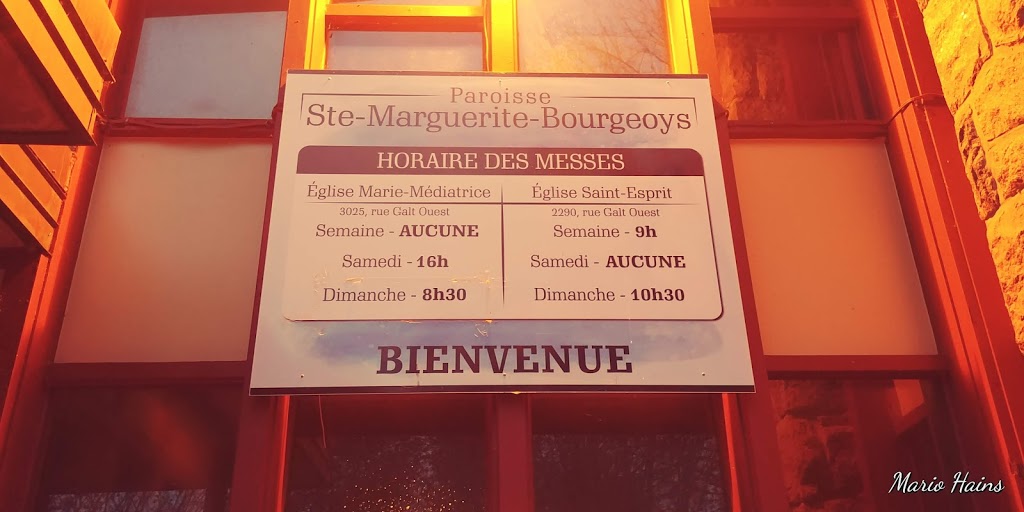 Paroisse
Ste-Marguerite-Bourgeoys
HORAIRE DES MESSES
Église Marie-Médiatrice
3025, rue Galt Ouest
Semaine - AUCUNE
Samedi - 16h
Dimanche - 8h30
Église Saint-Esprit
2290, rue Galt Ouest
Semaine - 9h
Samedi - AUCUNE
Dimanche - 10h30
BIENVENUE
Mario Hains